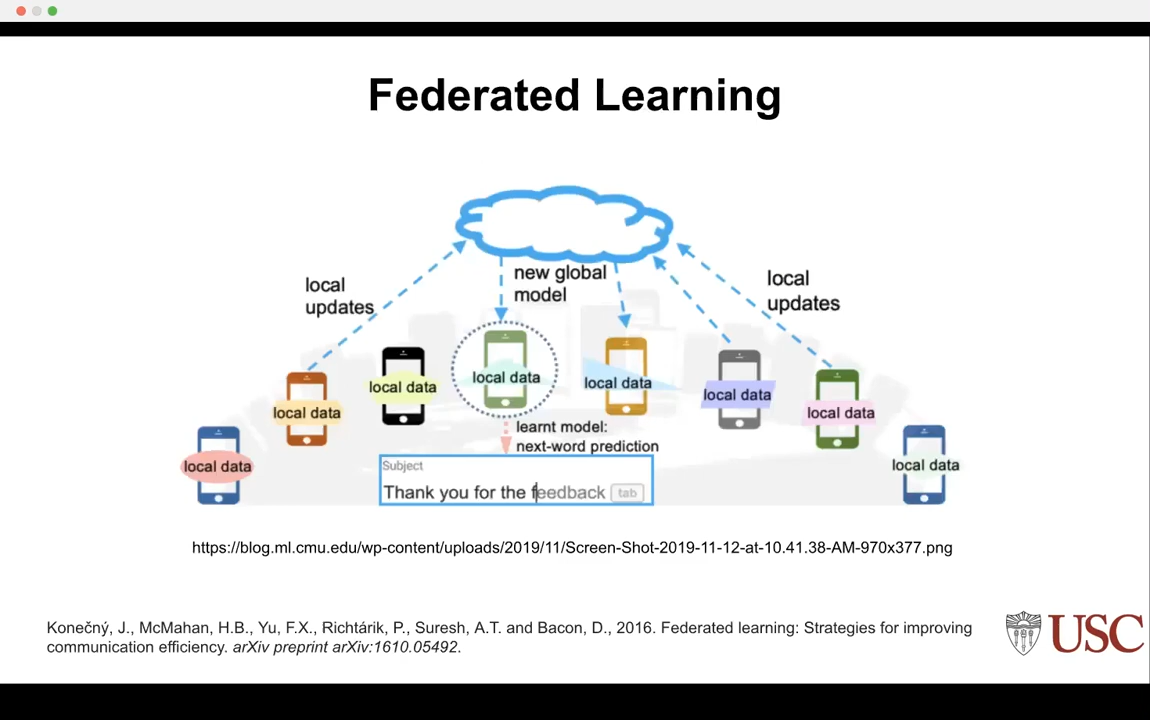 Federated Learning
local
updates
new global
model
local
updates
local data
local data
local data
local data
local data
local data
local data
local data
learnt model:
next-word prediction
Subject
Thank you for the feedback tab
https://blog.ml.cmu.edu/wp-content/uploads/2019/11/Screen-Shot-2019-11-12-at-10.41.38-AM-970x377.png
Konečný, J., McMahan, H.B., Yu, F.X., Richtárik, P., Suresh, A.T. and Bacon, D., 2016. Federated learning: Strategies for improving
communication efficiency. arXiv preprint arXiv:1610.05492.
USC